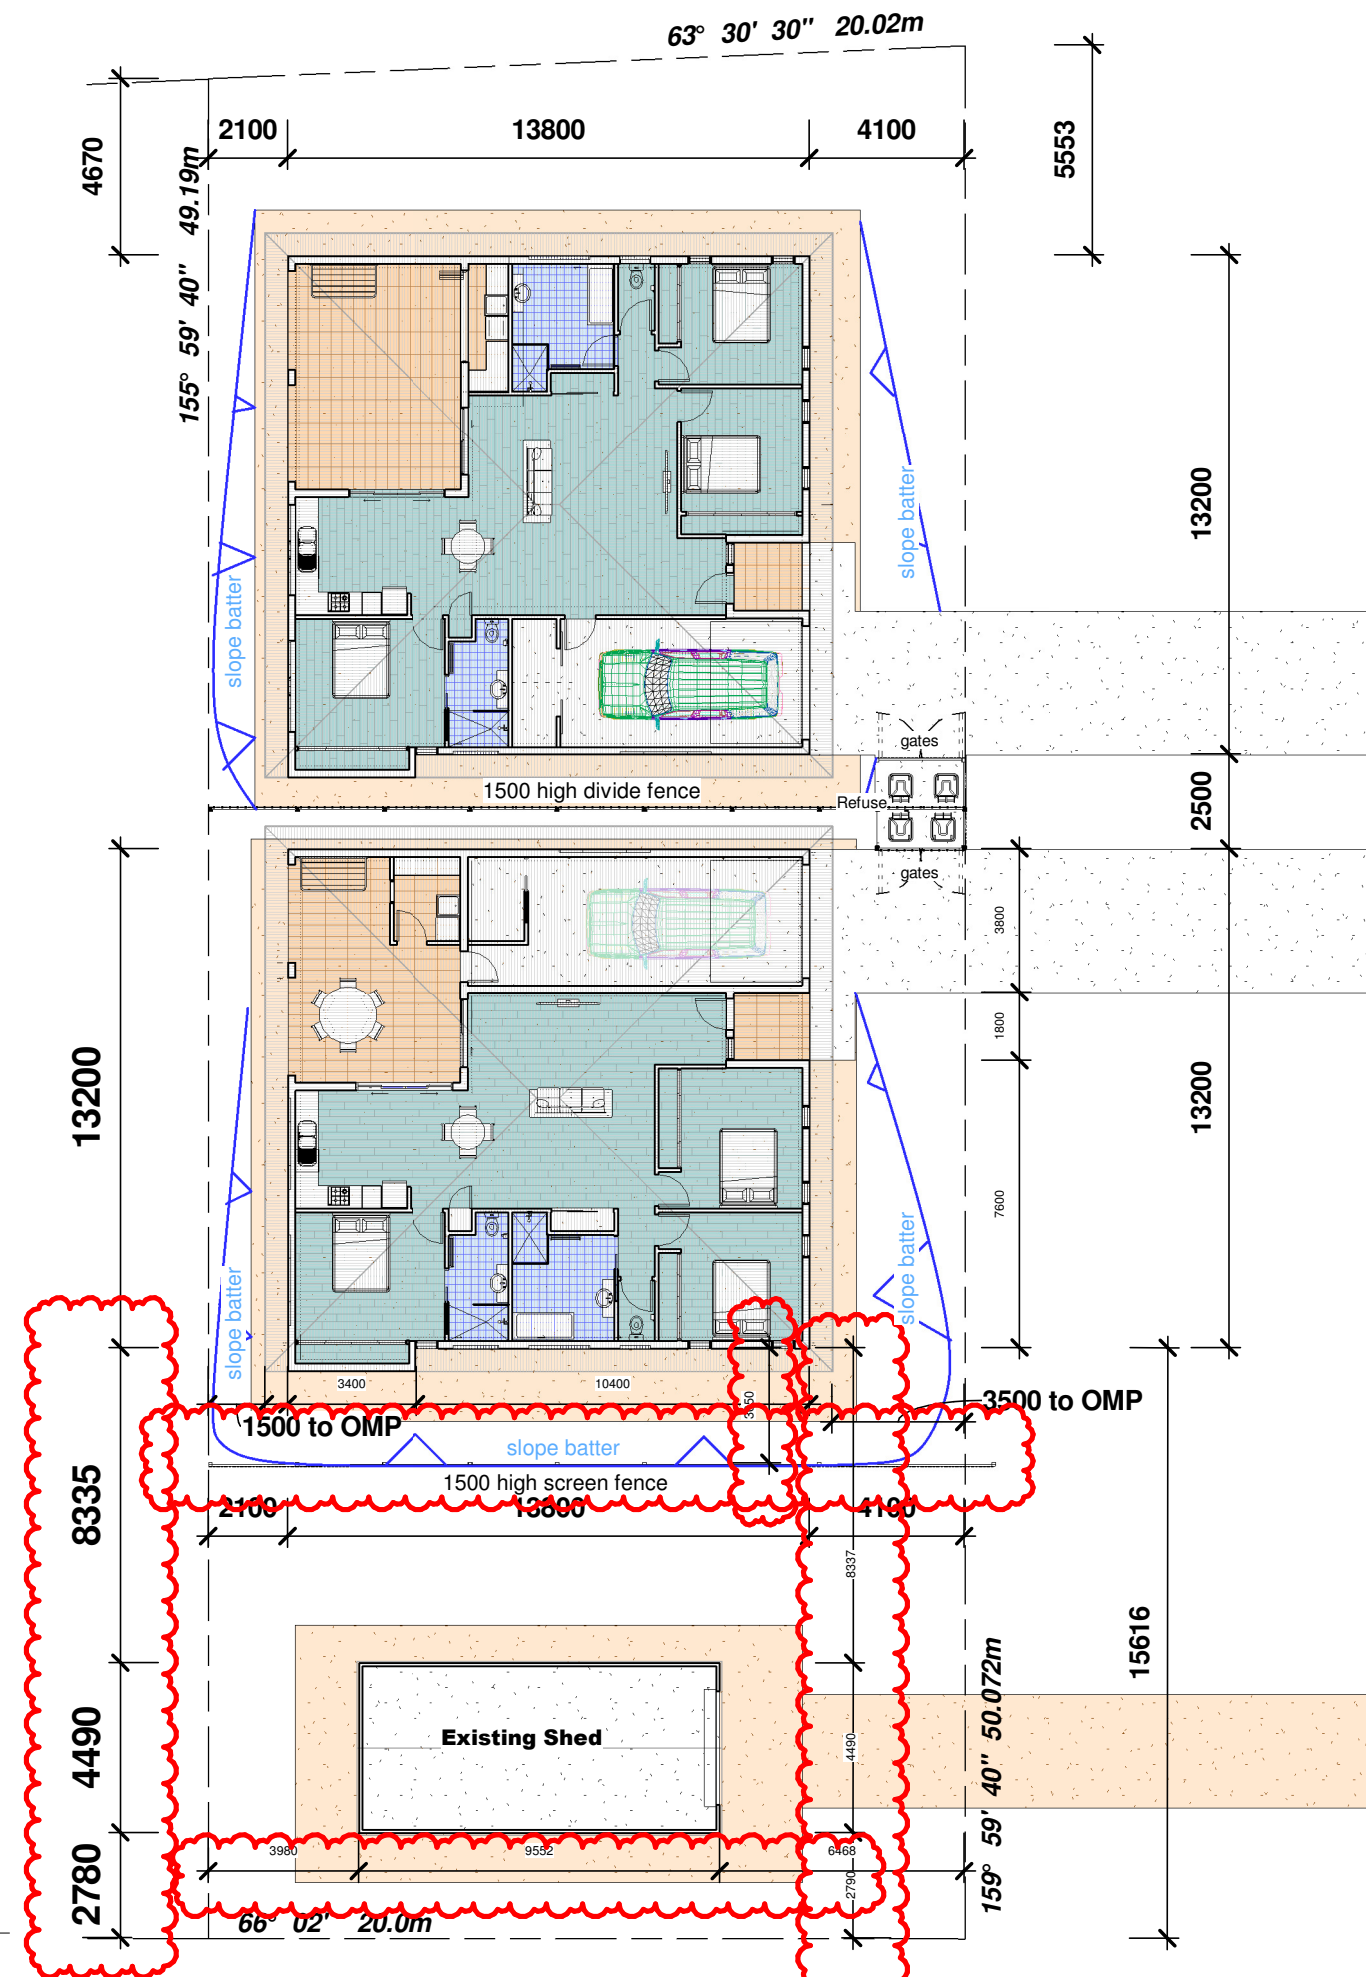 63° 30' 30" 20.02m
2100
13800
4100
4670
5553
155° 59' 40" 49.19m
13200
slope batter
slope batter
gates
1500 high divide fence
Refuse
2500
gates
3800
1800
13200
13200
7600
slope batter
slope batter
3400
10400
1500 to OMP
3500 to OMP
slope batter
1500 high screen fence
2100
13800
4100
8335
8337
15616
Existing Shed
4490
4490
159° 59' 40" 50.072m
3980
9552
6468
2780
2790
66° 02' 20.0m